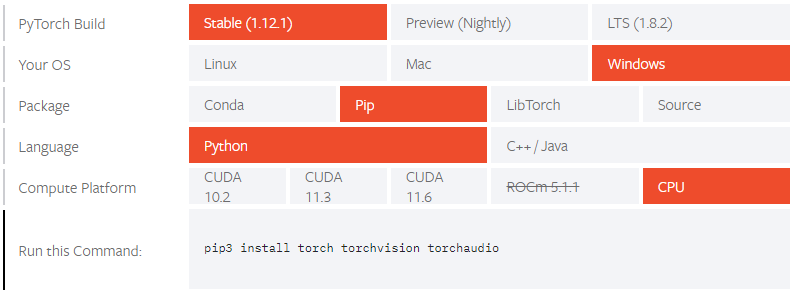 PyTorch Build Stable (1.12.1) Preview (Nightly) LTS (1.8.2)
Your OS Linux Mac Windows
Package Conda Pip LibTorch Source
Language Python C++ / Java
Compute Platform CUDA 10.2 CUDA 11.3 CUDA 11.6 ROCm 5.1.1 CPU
Run this Command: pip3 install torch torchvision torchaudio